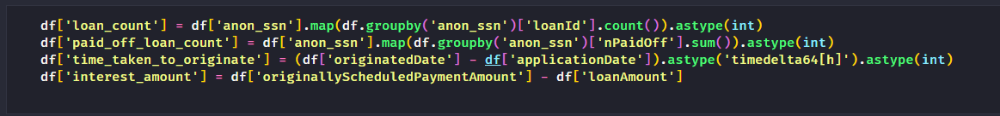 df['loan_count'] = df['anon_ssn'].map(df.groupby('anon_ssn')['loanId'].count()).astype(int)
df['paid_off_loan_count'] = df['anon_ssn'].map(df.groupby('anon_ssn')['nPaidOff'].sum()).astype(int)
df['time_taken_to_originate'] = (df['originatedDate'] - df['applicationDate']).astype('timedelta64[h]').astype(int)
df['interest_amount'] = df['originallyScheduledPaymentAmount'] - df['loanAmount']